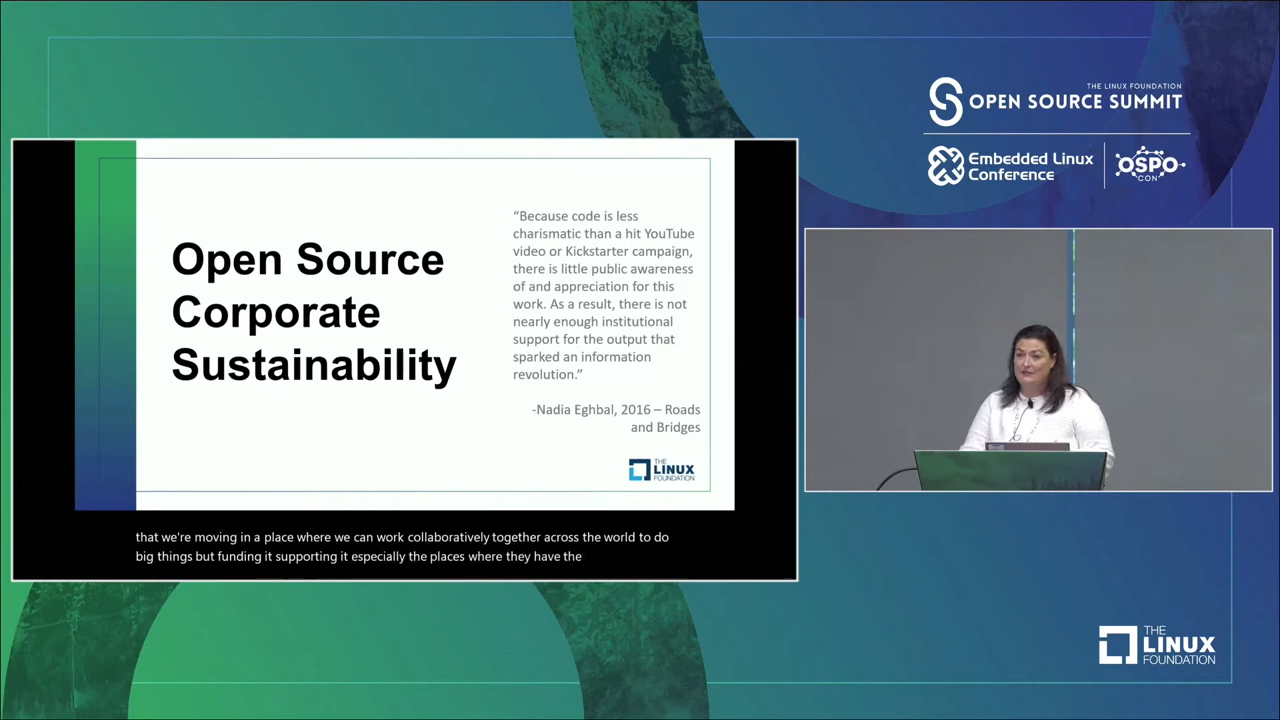 THE LINUX FOUNDATION
OPEN SOURCE SUMMIT
Embedded Linux
Conference
OSPO
CON
Open Source
Corporate
Sustainability
“Because code is less
charismatic than a hit YouTube
video or Kickstarter campaign,
there is little public awareness
of and appreciation for this
work. As a result, there is not
nearly enough institutional
support for the output that
sparked an information
revolution.”
-Nadia Eghbal, 2016 – Roads
and Bridges
THE
LINUX
FOUNDATION
that we're moving in a place where we can work collaboratively together across the world to do
big things but funding it supporting it especially the places where they have the
THE
LINUX
FOUNDATION